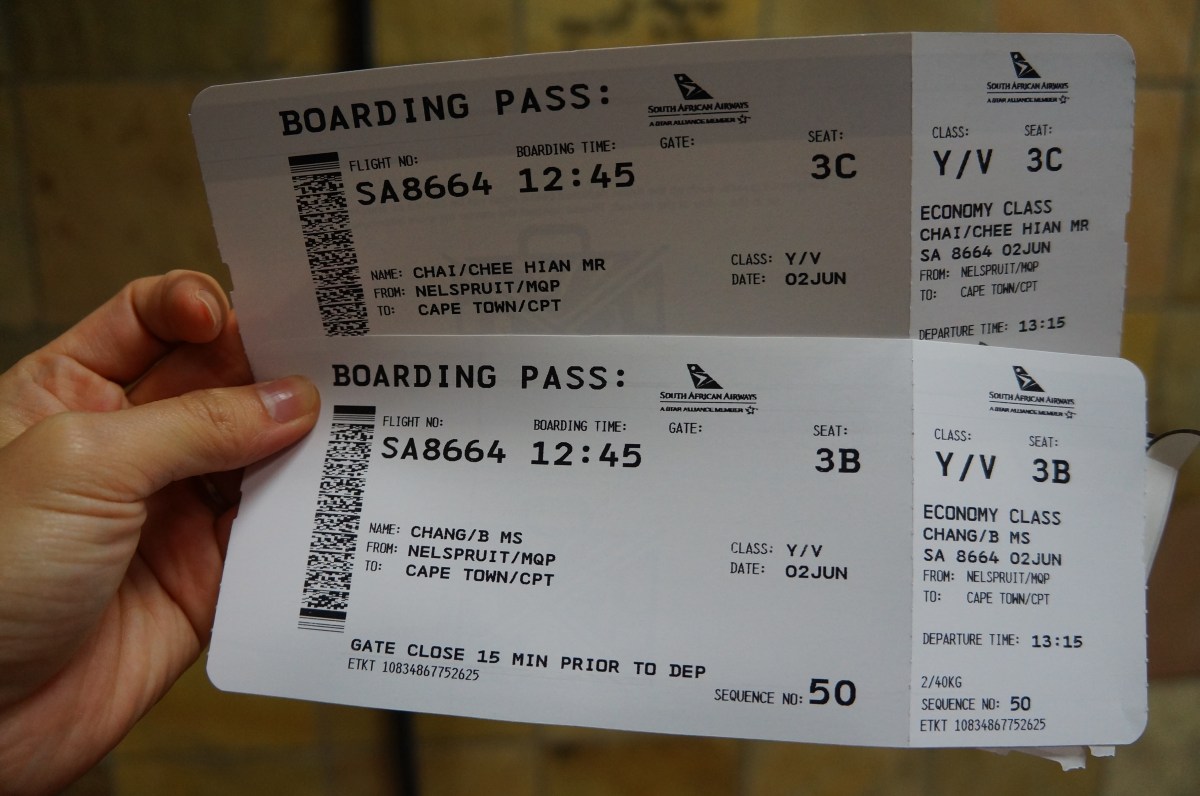 BOARDING PASS:
SOUTH AFRICAN AIRWAYS
A STAR ALLIANCE MEMBER
FLIGHT NO: BOARDING TIME: GATE: SEAT:
SA8664 12:45 3C
NAME: CHAI/CHEE HIAN MR
FROM: NELSPRUIT/MQP
TO: CAPE TOWN/CPT
CLASS: Y/V
DATE: 02JUN
SOUTH AFRICAN AIRWAYS
A STAR ALLIANCE MEMBER
CLASS: SEAT:
Y/V 3C
ECONOMY CLASS
CHAI/CHEE HIAN MR
SA 8664 02JUN
FROM: NELSPRUIT/MQP
TO: CAPE TOWN/CPT
DEPARTURE TIME: 13:15
BOARDING PASS:
SOUTH AFRICAN AIRWAYS
A STAR ALLIANCE MEMBER
FLIGHT NO: BOARDING TIME: GATE: SEAT:
SA8664 12:45 3B
NAME: CHANG/B MS
FROM: NELSPRUIT/MQP
TO: CAPE TOWN/CPT
CLASS: Y/V
DATE: 02JUN
GATE CLOSE 15 MIN PRIOR TO DEP
ETKT 10834867752625
SEQUENCE NO: 50
SOUTH AFRICAN AIRWAYS
A STAR ALLIANCE MEMBER
CLASS: SEAT:
Y/V 3B
ECONOMY CLASS
CHANG/B MS
SA 8664 02JUN
FROM: NELSPRUIT/MQP
TO: CAPE TOWN/CPT
DEPARTURE TIME: 13:15
2/40KG
SEQUENCE NO: 50
ETKT 10834867752625